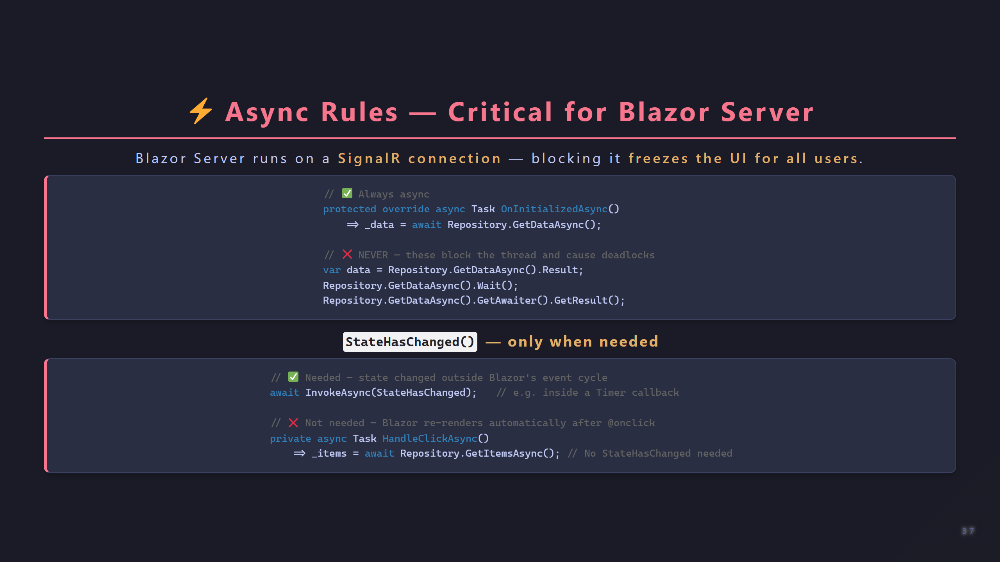 ⚡ Async Rules — Critical for Blazor Server
Blazor Server runs on a SignalR connection — blocking it freezes the UI for all users.
// ✅ Always async
protected override async Task OnInitializedAsync()
    => _data = await Repository.GetDataAsync();
// ❌ NEVER — these block the thread and cause deadlocks
var data = Repository.GetDataAsync().Result;
Repository.GetDataAsync().Wait();
Repository.GetDataAsync().GetAwaiter().GetResult();
StateHasChanged() — only when needed
// ✅ Needed — state changed outside Blazor's event cycle
await InvokeAsync(StateHasChanged);   // e.g. inside a Timer callback
// ❌ Not needed — Blazor re-renders automatically after @onclick
private async Task HandleClickAsync()
    => _items = await Repository.GetItemsAsync(); // No StateHasChanged needed
37